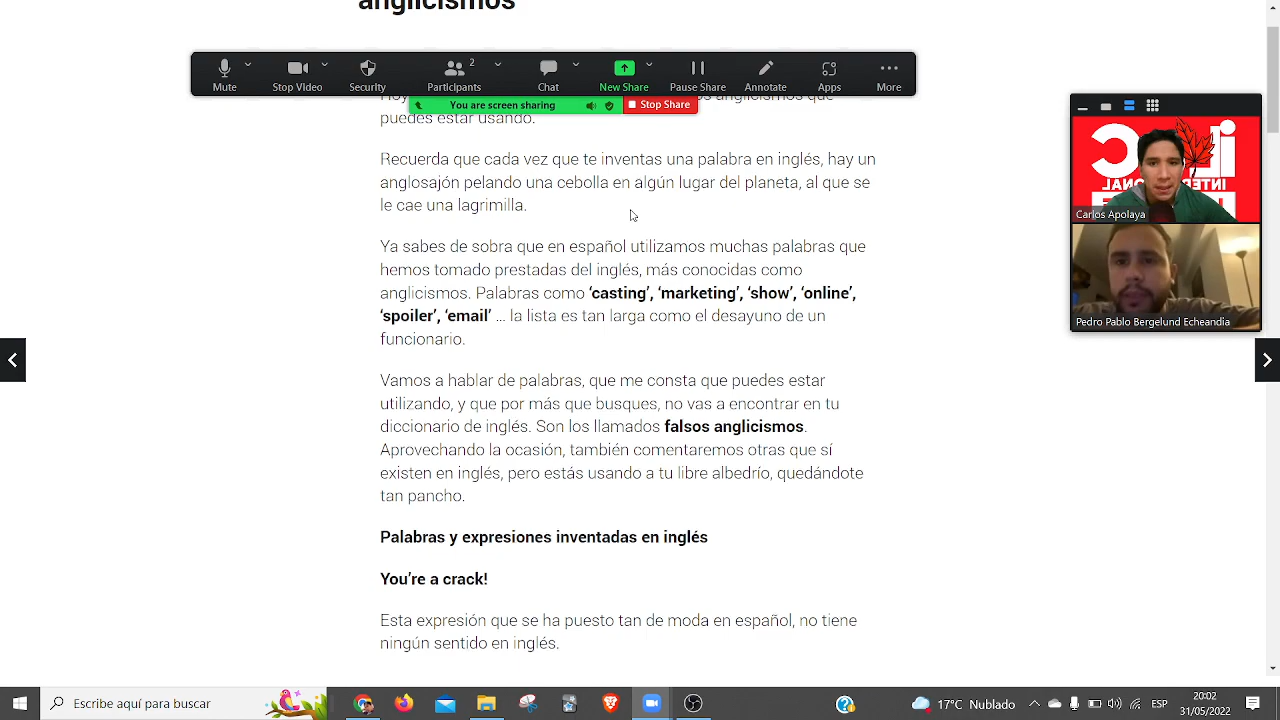 anglicismos
2
Mute
Stop Video
Security
Participants
Chat
New Share
Pause Share
Annotate
Apps
More
You are screen sharing
Stop Share
puedes estar usando.
Recuerda que cada vez que te inventas una palabra en inglés, hay un
anglosajón pelando una cebolla en algún lugar del planeta, al que se
le cae una lagrimilla.
Ya sabes de sobra que en español utilizamos muchas palabras que
hemos tomado prestadas del inglés, más conocidas como
anglicismos. Palabras como ‘casting’, ‘marketing’, ‘show’, ‘online’,
‘spoiler’, ‘email’ ... la lista es tan larga como el desayuno de un
funcionario.
Vamos a hablar de palabras, que me consta que puedes estar
utilizando, y que por más que busques, no vas a encontrar en tu
diccionario de inglés. Son los llamados falsos anglicismos.
Aprovechando la ocasión, también comentaremos otras que sí
existen en inglés, pero estás usando a tu libre albedrío, quedándote
tan pancho.
Palabras y expresiones inventadas en inglés
You’re a crack!
Esta expresión que se ha puesto tan de moda en español, no tiene
ningún sentido en inglés.
Carlos Apolaya
Pedro Pablo Bergelund Echeandia
Escribe aquí para buscar
17°C Nublado
ESP
20:02
31/05/2022